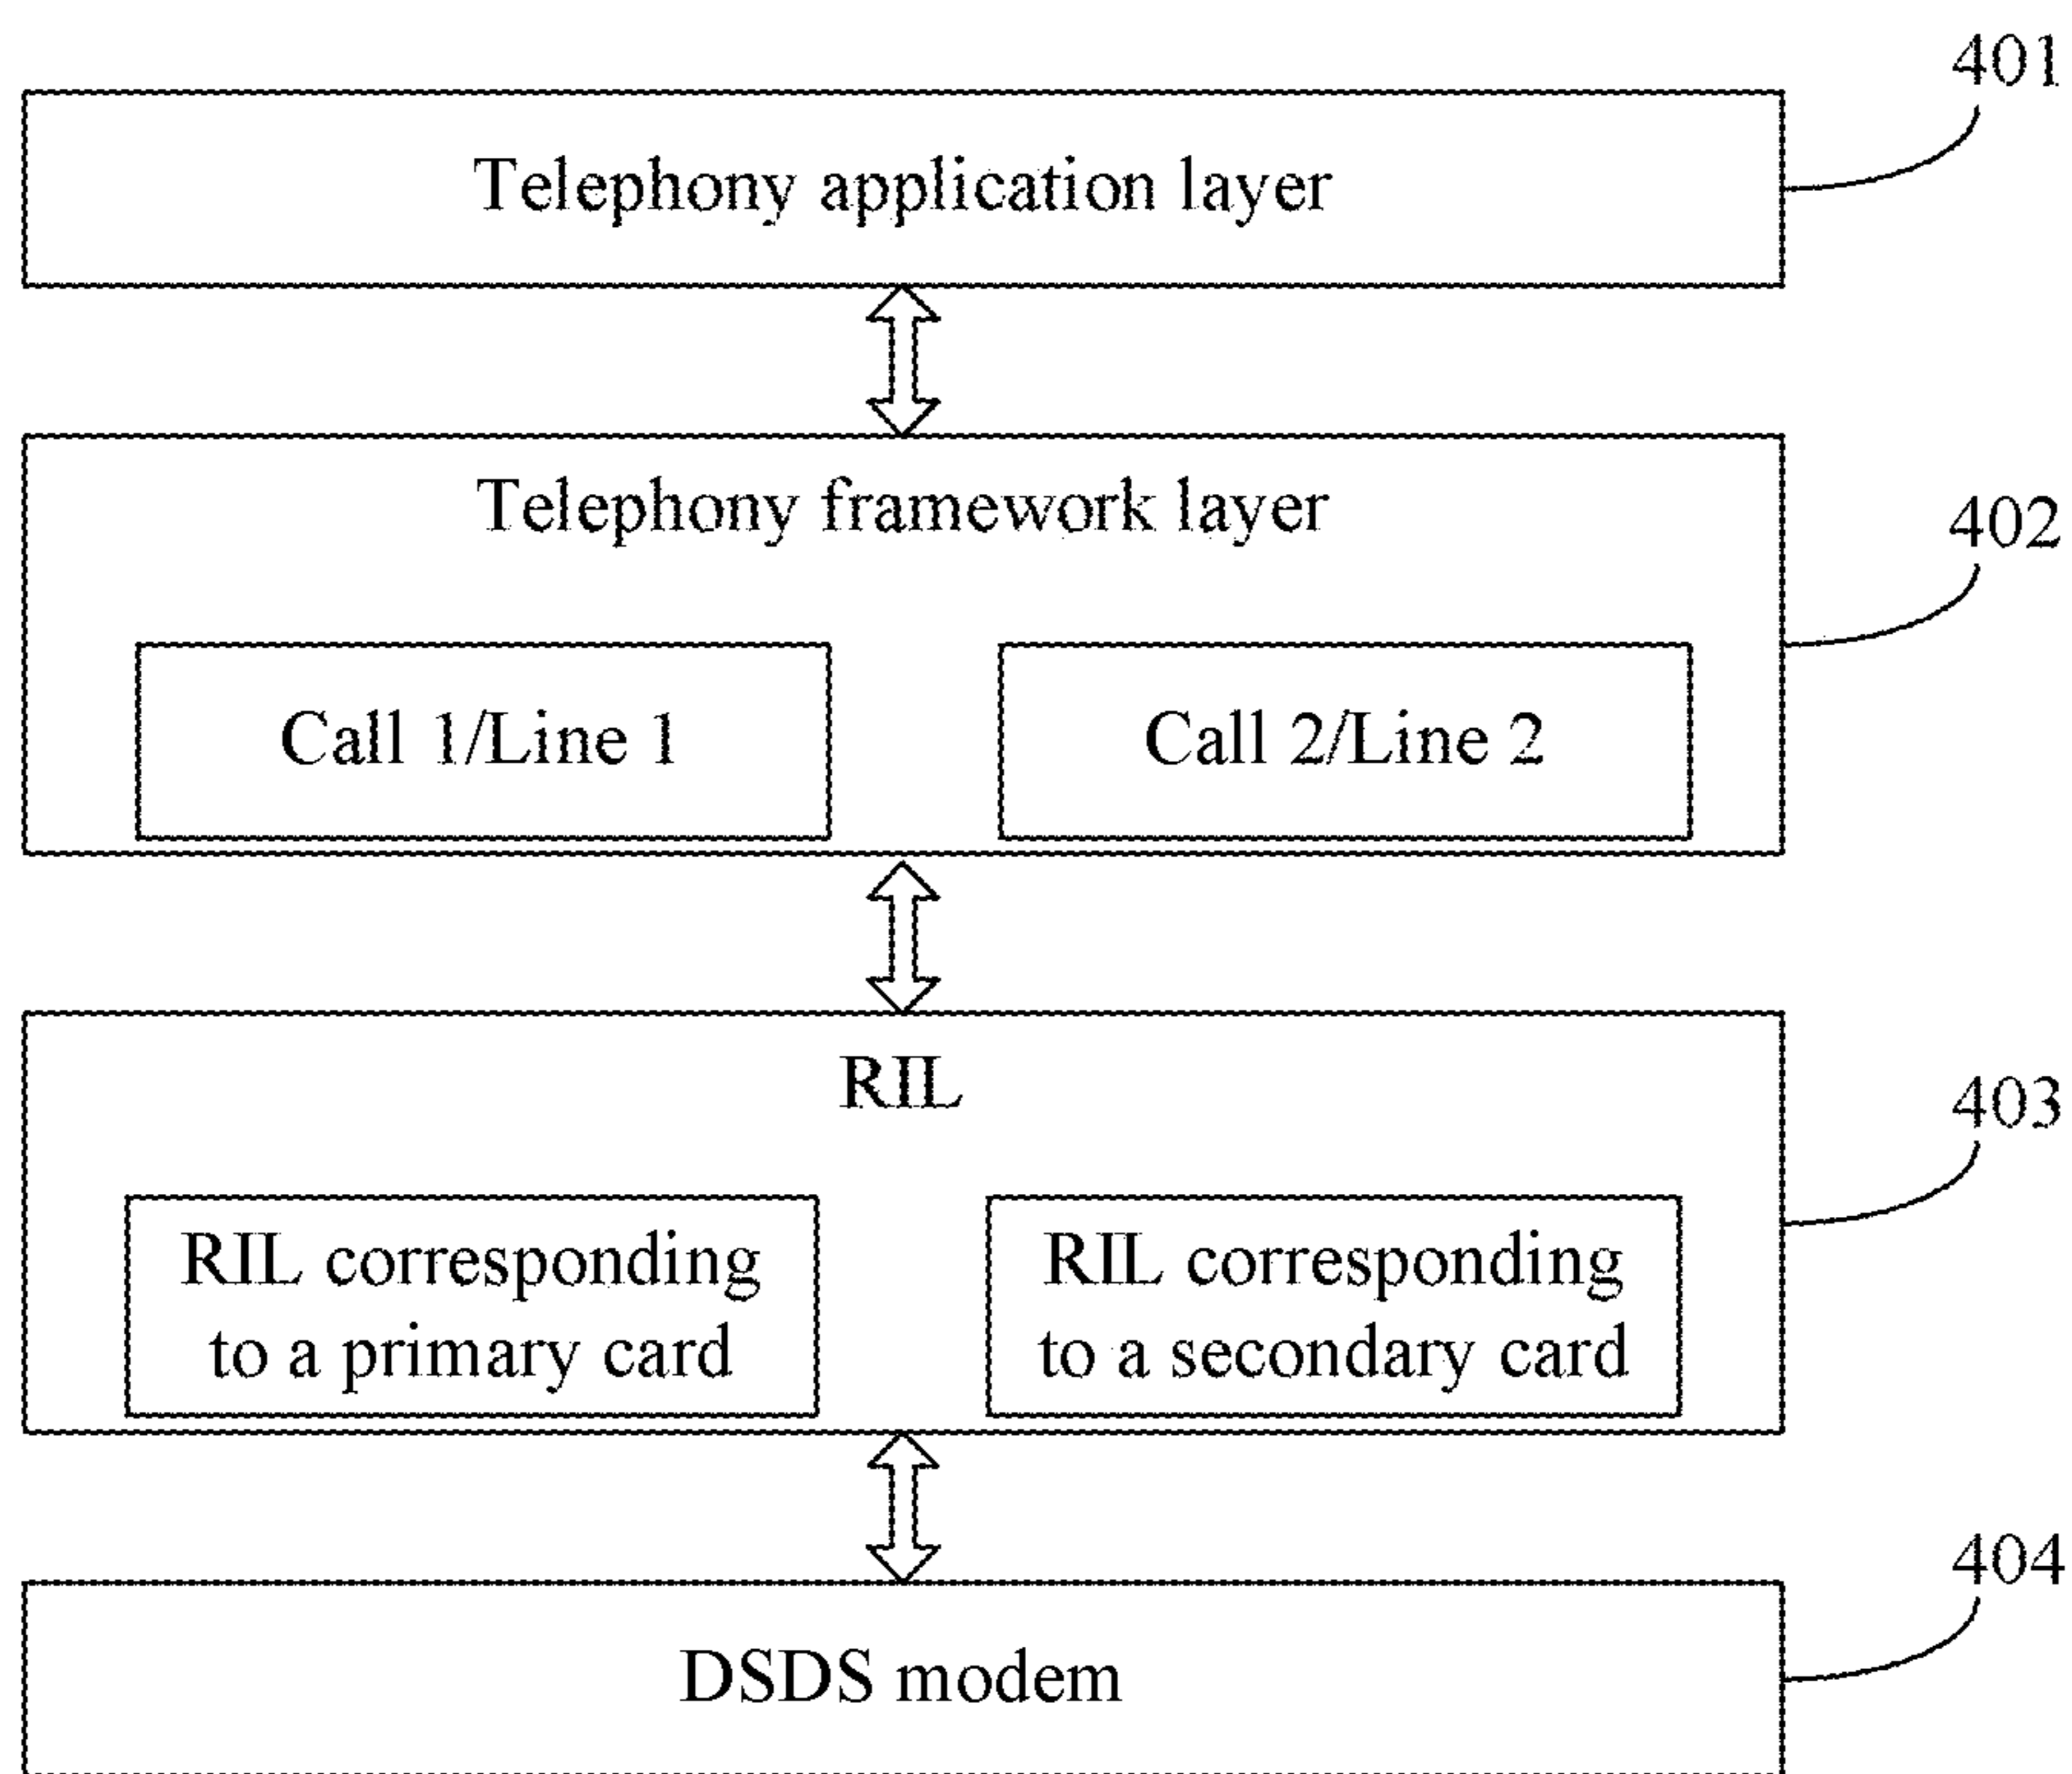 401
Telephony application layer
Telephony framework layer
402
Call 1/Line 1
Call 2/Line 2
RIL
403
RIL corresponding
to a primary card
RIL corresponding
to a secondary card
404
DSDS modem